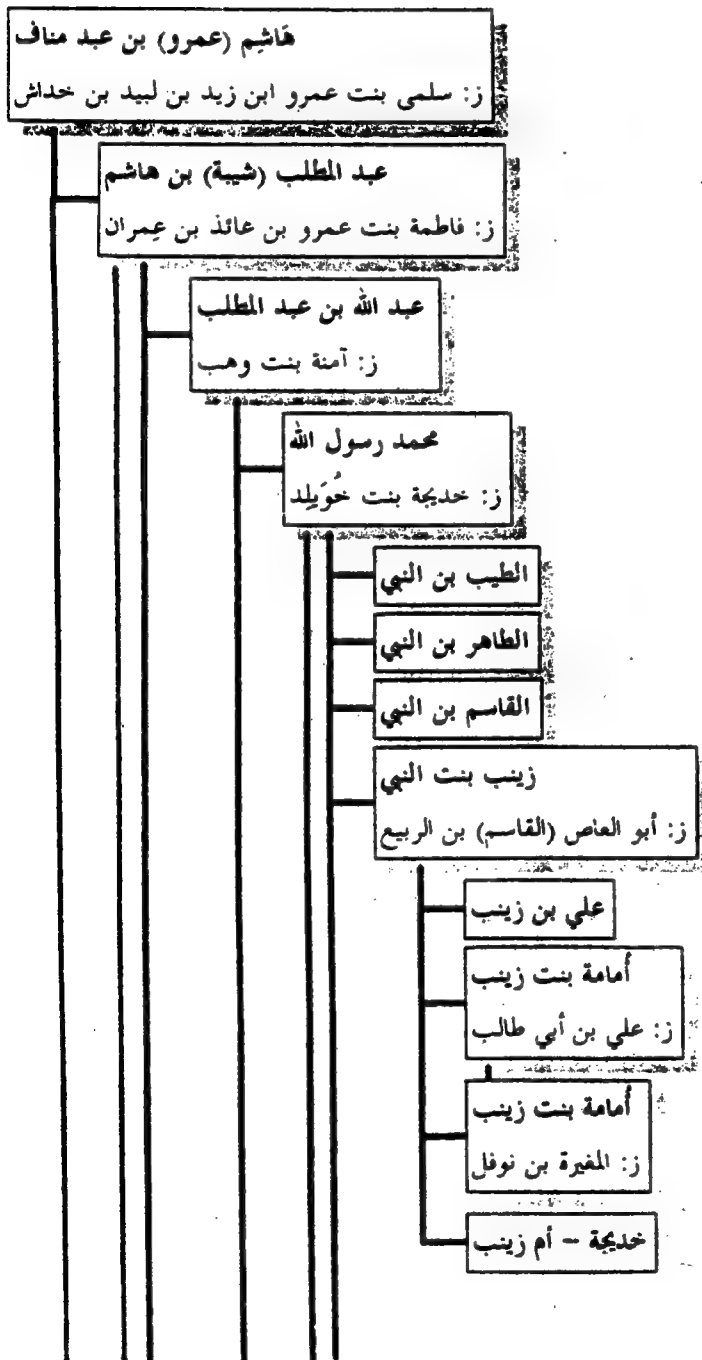 هَاشِم (عمرو) بن عبد مناف
ز: سلمى بنت عمرو ابن زيد بن لبيد بن خداش
عبد المطلب (شيبة) بن هاشم
ز: فاطمة بنت عمرو بن عائذ بن عِمران
عبد الله بن عبد المطلب
ز: آمنة بنت وهب
محمد رسول الله
ز: خديجة بنت خُوَيلِد
الطيب بن النبي
الطاهر بن النبي
القاسم بن النبي
زينب بنت النبي
ز: أبو العاص (القاسم) بن الربيع
علي بن زينب
أمامة بنت زينب
ز: علي بن أبي طالب
أمامة بنت زينب
ز: المغيرة بن نوفل
خديجة – أم زينب